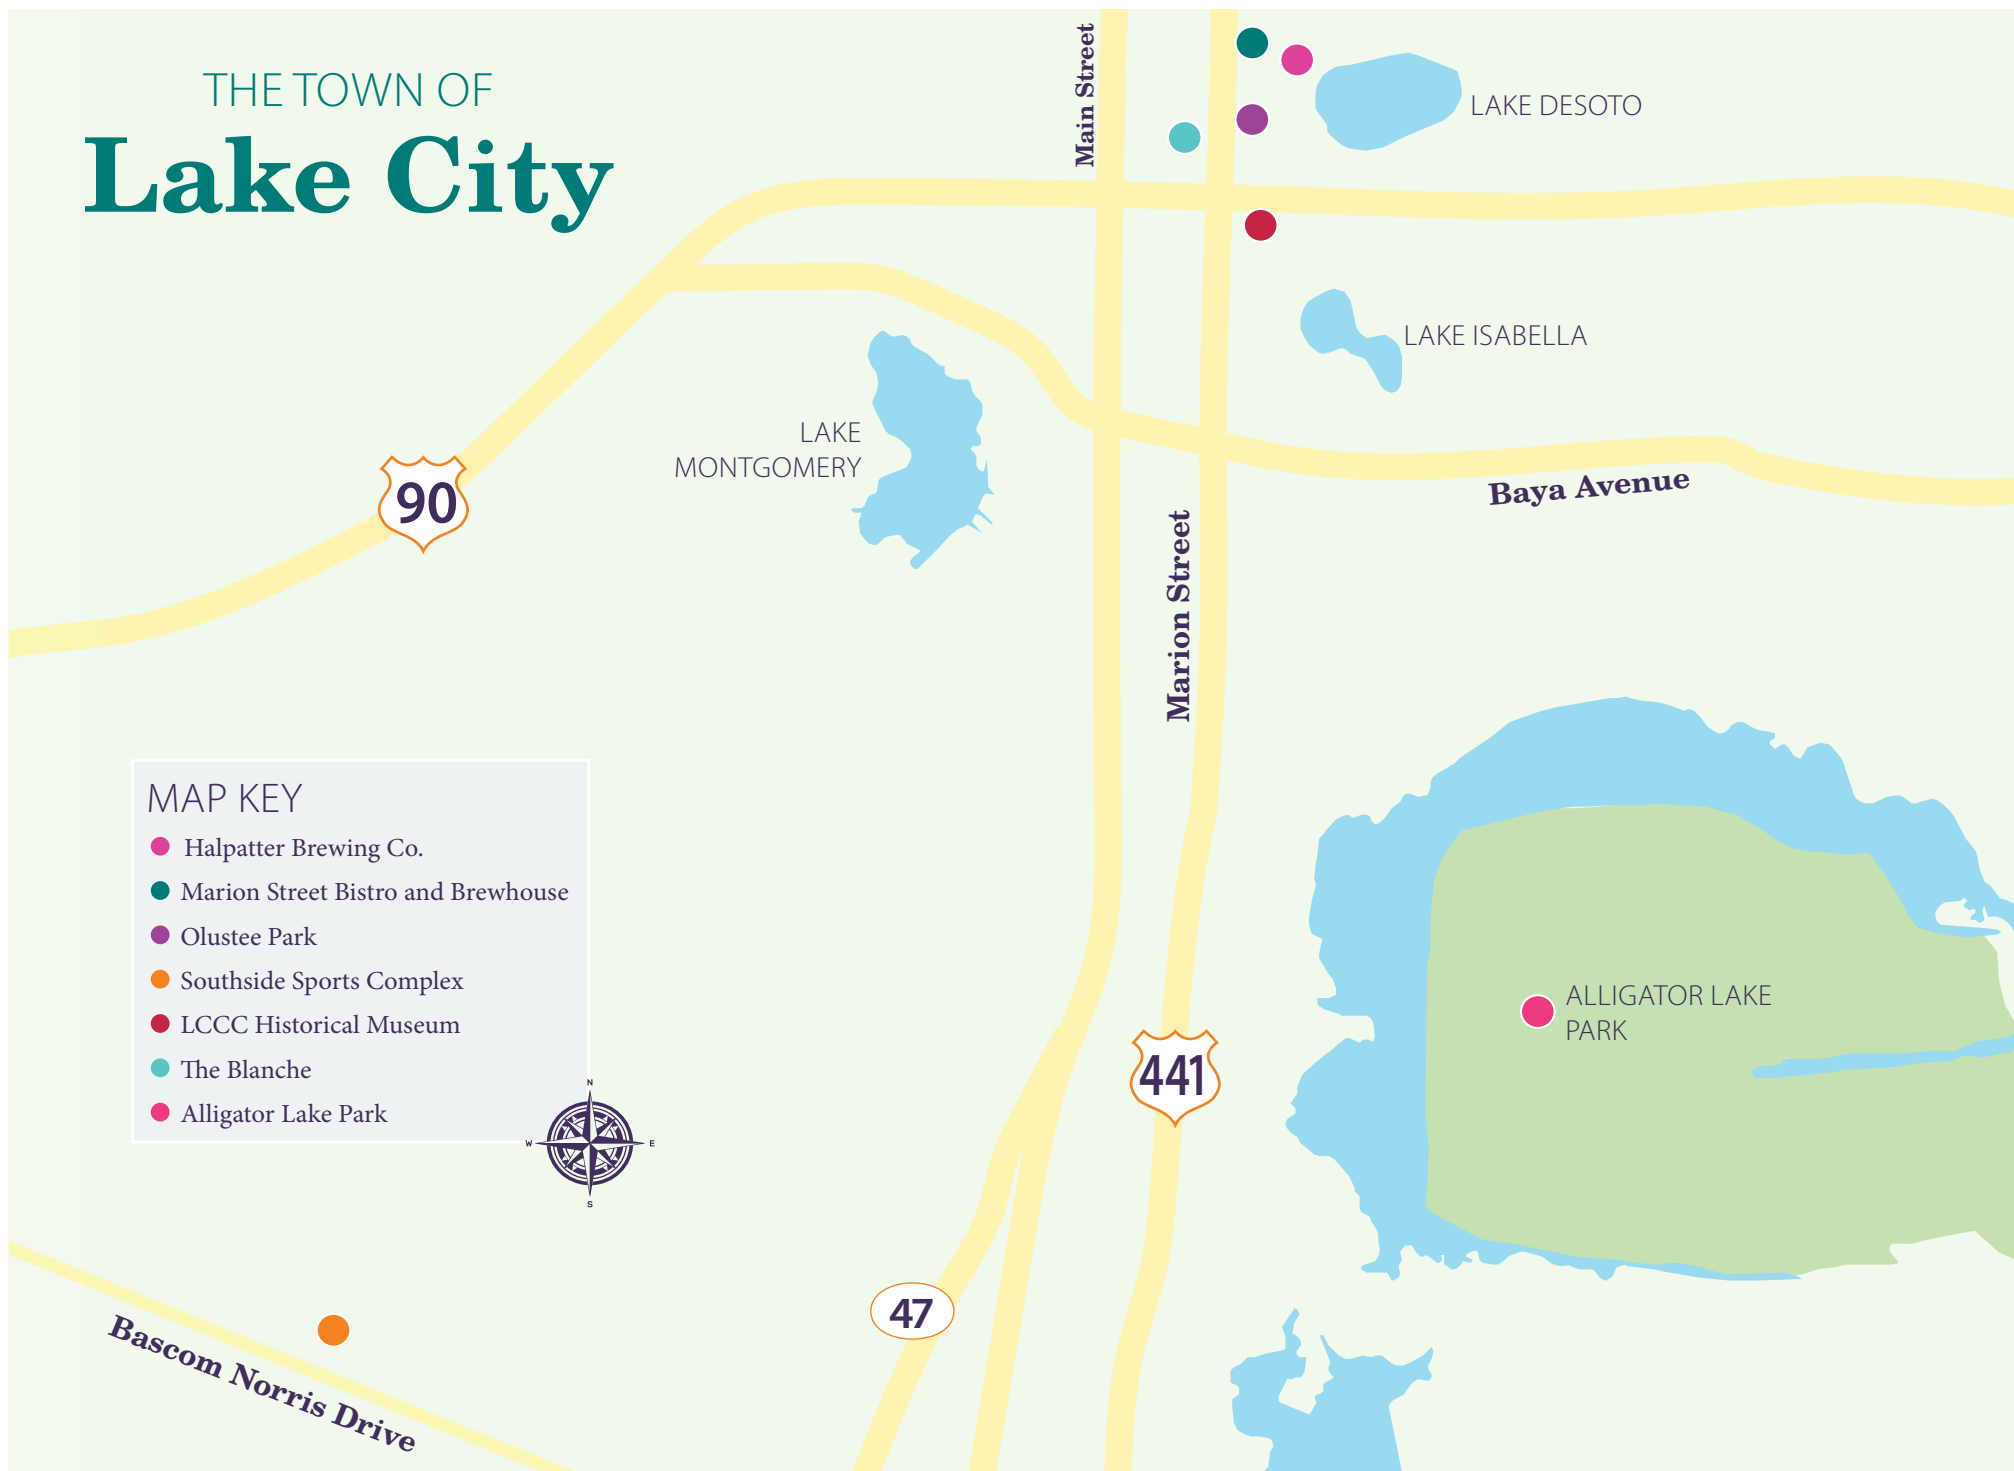 THE TOWN OF
Lake City
Main Street
LAKE DESOTO
LAKE ISABELLA
LAKE
MONTGOMERY
90
Baya Avenue
Marion Street
MAP KEY
Halpatter Brewing Co.
Marion Street Bistro and Brewhouse
Olustee Park
Southside Sports Complex
LCCC Historical Museum
The Blanche
Alligator Lake Park
N
W
E
S
ALLIGATOR LAKE
PARK
441
47
Bascom Norris Drive